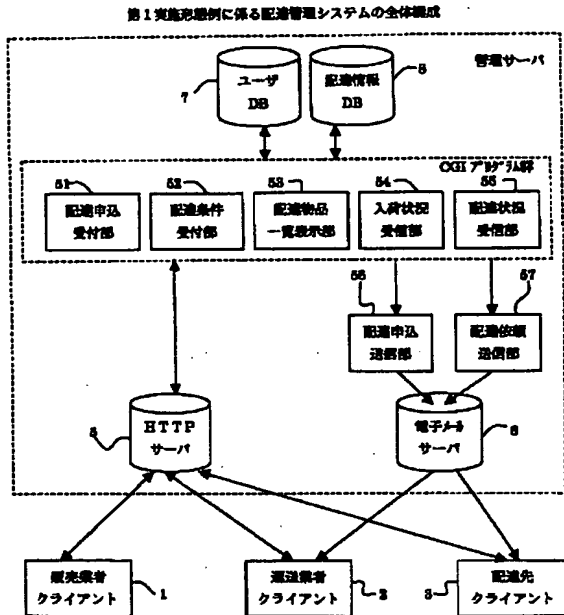 第1実施形態例に係る配達管理システムの全体構成
管理サーバ
7
ユーザ
DB
8
配達情報
DB
CGIプログラム群
51
配達申込
受付部
52
配達条件
受付部
53
配達物品
一覧表示部
54
入荷状況
受信部
55
配達状況
受信部
56
配達申込
送信部
57
配達依頼
送信部
5
HTTP
サーバ
電子メール
サーバ
6
販売業者
クライアント
1
運送業者
クライアント
2
配達先
クライアント
3